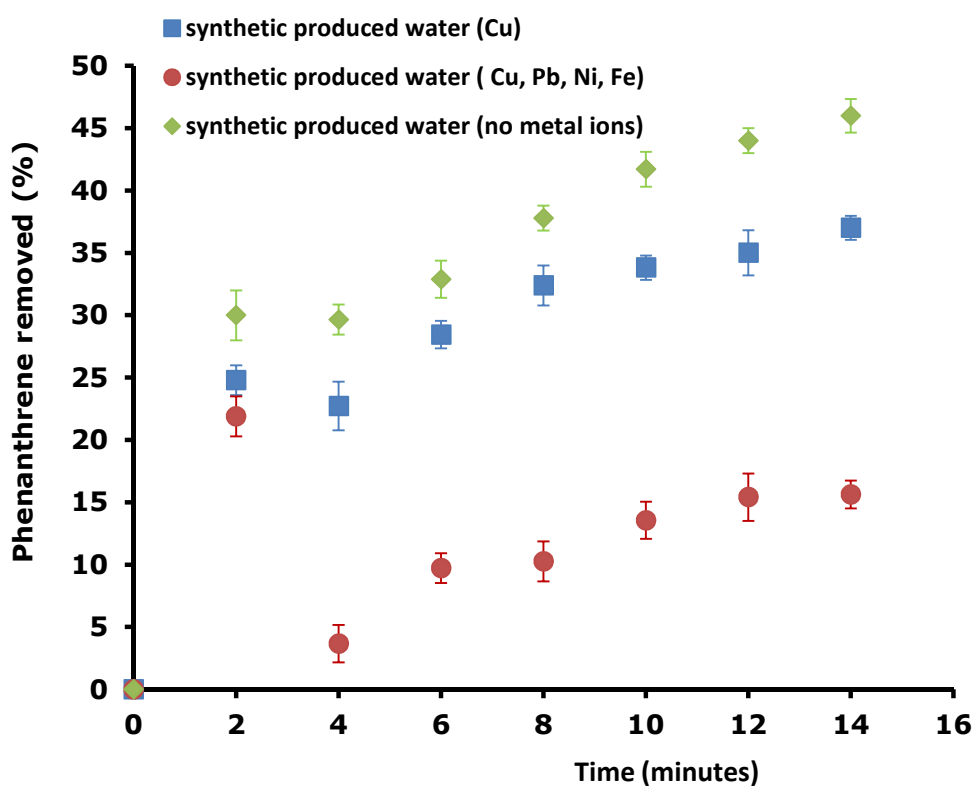 synthetic produced water (Cu)
synthetic produced water ( Cu, Pb, Ni, Fe)
synthetic produced water (no metal ions)
Phenanthrene removed (%)
50
45
40
35
30
25
20
15
10
5
0
0 2 4 6 8 10 12 14 16
Time (minutes)